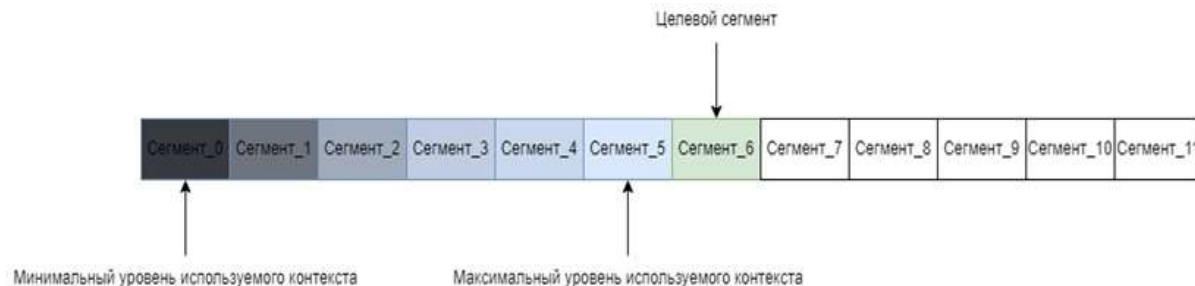 Целевой сегмент
Сегмент_0 Сегмент_1 Сегмент_2 Сегмент_3 Сегмент_4 Сегмент_5 Сегмент_6 Сегмент_7 Сегмент_8 Сегмент_9 Сегмент_10 Сегмент_11
Минимальный уровень используемого контекста Максимальный уровень используемого контекста